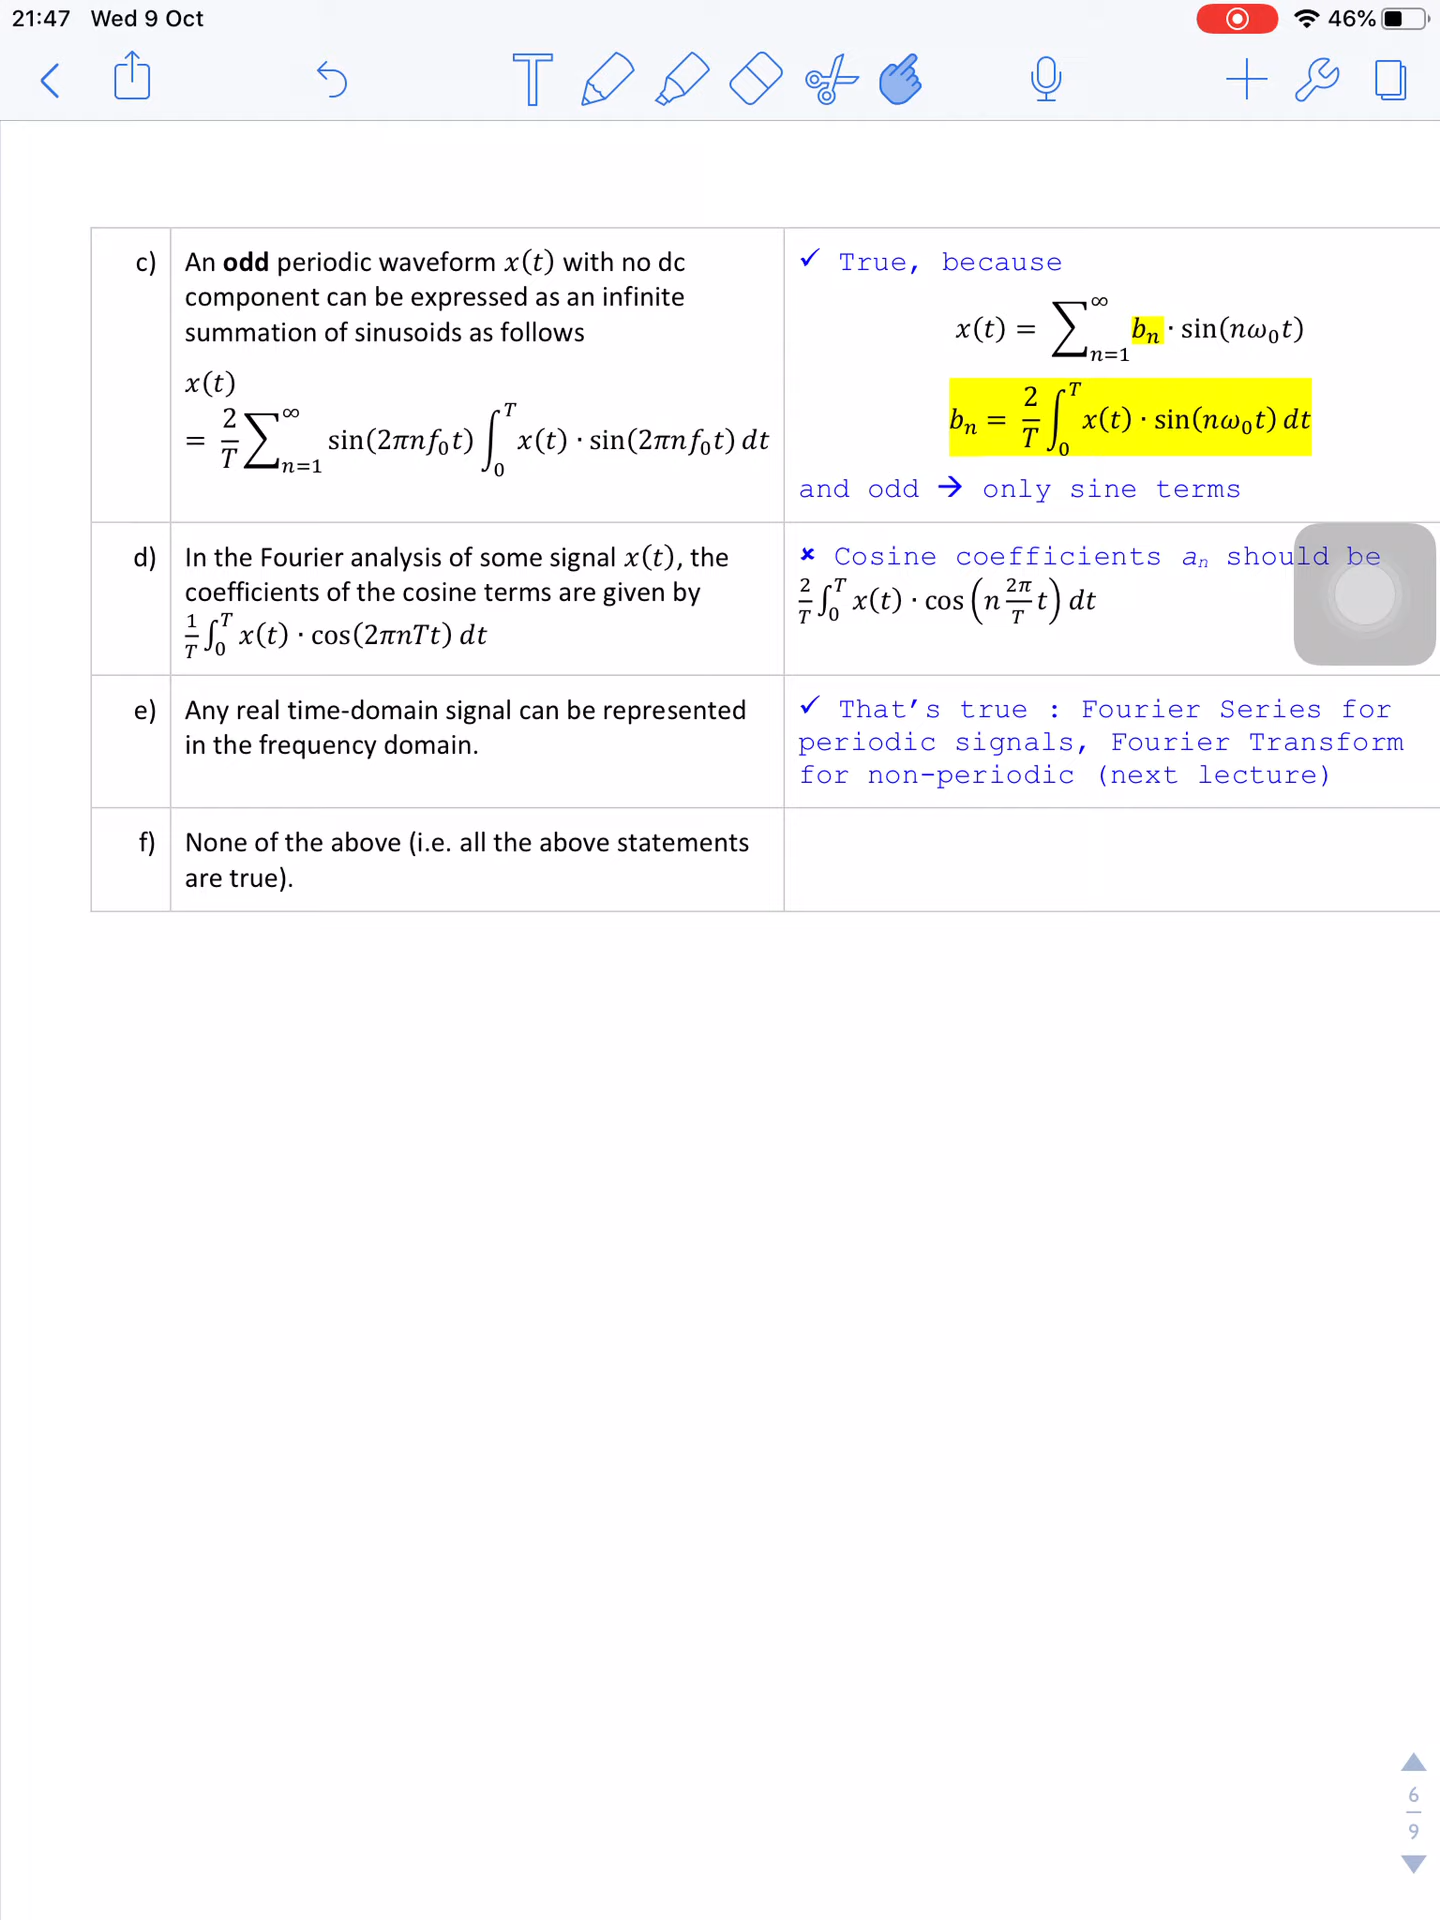 21:47 Wed 9 Oct
46%
T
c) An odd periodic waveform x(t) with no dc
component can be expressed as an infinite
summation of sinusoids as follows
x(t)
= 2/T ∑_{n=1}^{∞} sin(2πnf₀t) ∫₀ᵀ x(t) · sin(2πnf₀t) dt
✓ True, because
x(t) = ∑_{n=1}^{∞} bₙ · sin(nω₀t)
bₙ = 2/T ∫₀ᵀ x(t) · sin(nω₀t) dt
and odd → only sine terms
d) In the Fourier analysis of some signal x(t), the
coefficients of the cosine terms are given by
1/T ∫₀ᵀ x(t) · cos(2πnTt) dt
× Cosine coefficients aₙ should be
2/T ∫₀ᵀ x(t) · cos(n 2π/T t) dt
e) Any real time-domain signal can be represented
in the frequency domain.
✓ That's true : Fourier Series for
periodic signals, Fourier Transform
for non-periodic (next lecture)
f) None of the above (i.e. all the above statements
are true).
6
9